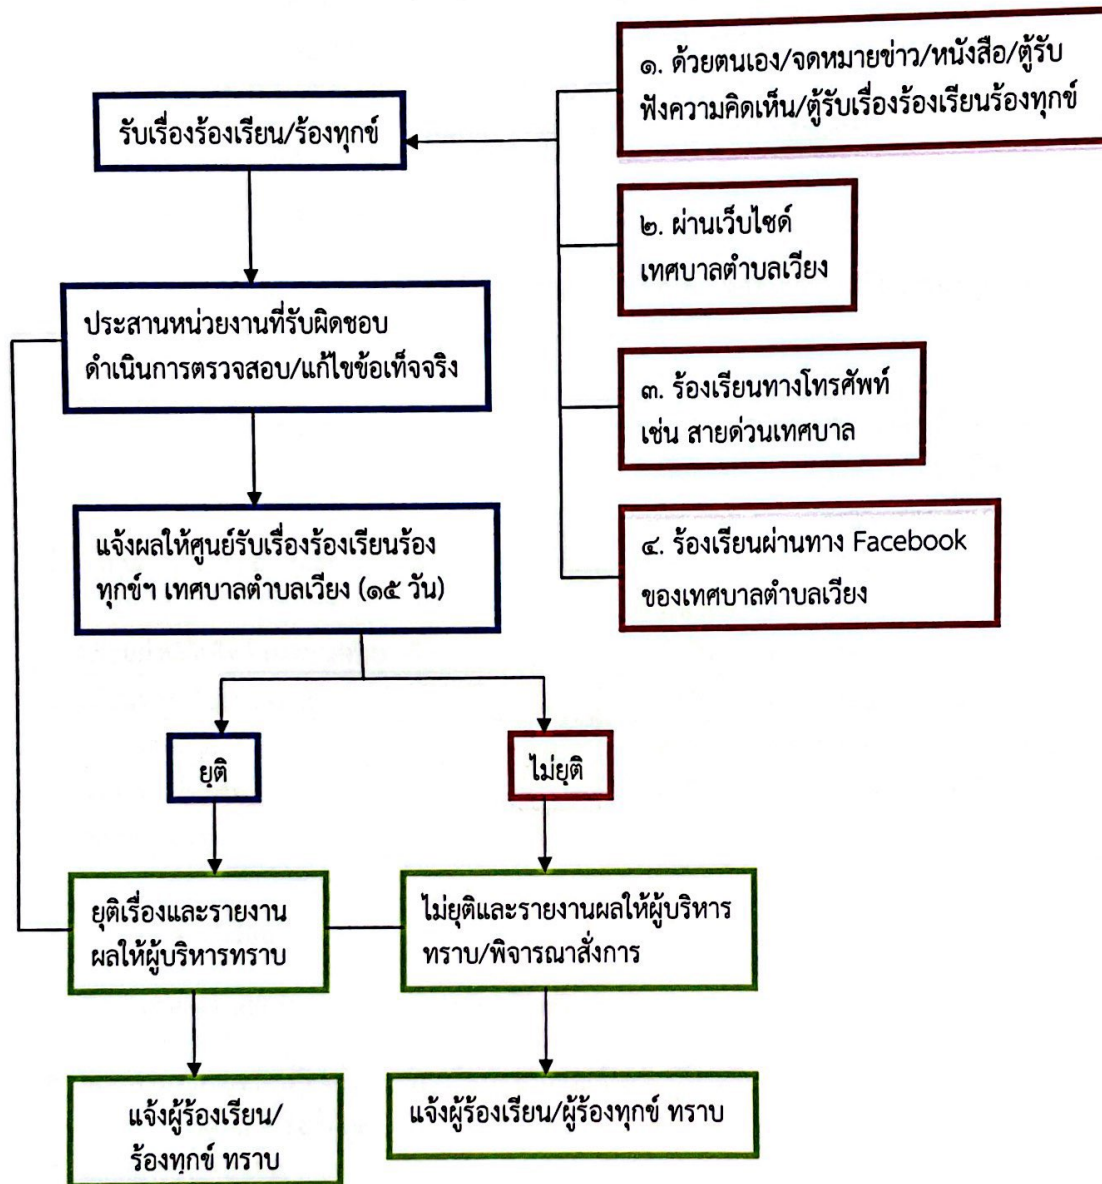 ๑. ด้วยตนเอง/จดหมายข่าว/หนังสือ/ตู้รับ
ฟังความคิดเห็น/ตู้รับเรื่องร้องเรียนร้องทุกข์
รับเรื่องร้องเรียน/ร้องทุกข์
๒. ผ่านเว็บไซด์
เทศบาลตำบลเวียง
ประสานหน่วยงานที่รับผิดชอบ
ดำเนินการตรวจสอบ/แก้ไขข้อเท็จจริง
๓. ร้องเรียนทางโทรศัพท์
เช่น สายด่วนเทศบาล
แจ้งผลให้ศูนย์รับเรื่องร้องเรียนร้อง
ทุกข์ฯ เทศบาลตำบลเวียง (๑๕ วัน)
๔. ร้องเรียนผ่านทาง Facebook
ของเทศบาลตำบลเวียง
ยุติ
ไม่ยุติ
ยุติเรื่องและรายงาน
ผลให้ผู้บริหารทราบ
ไม่ยุติและรายงานผลให้ผู้บริหาร
ทราบ/พิจารณาสั่งการ
แจ้งผู้ร้องเรียน/
ร้องทุกข์ ทราบ
แจ้งผู้ร้องเรียน/ผู้ร้องทุกข์ ทราบ